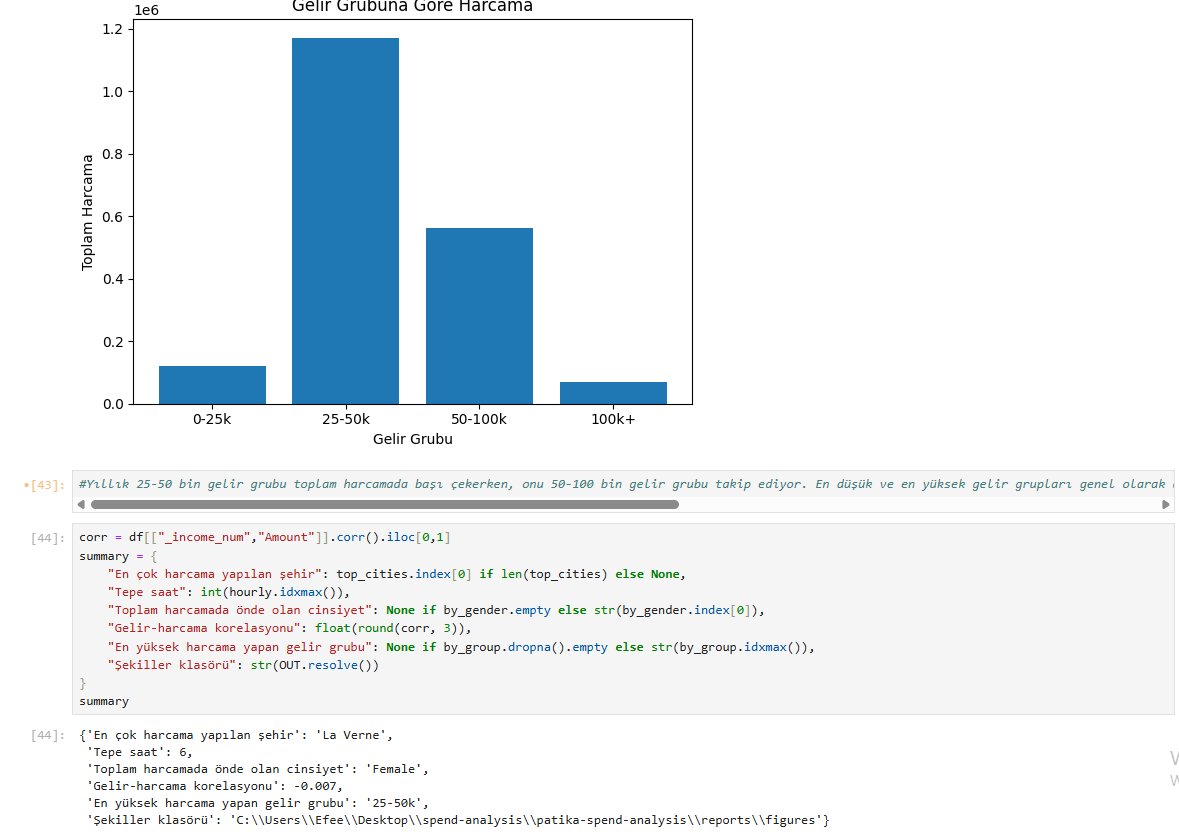 Gelir Grubuna Göre Harcama
1e6
1.2
1.0
0.8
0.6
0.4
0.2
0.0
Toplam Harcama
0-25k 25-50k 50-100k 100k+
Gelir Grubu
•[43]: #Yıllık 25-50 bin gelir grubu toplam harcamada başı çekerken, onu 50-100 bin gelir grubu takip ediyor. En düşük ve en yüksek gelir grupları genel olarak
[44]: corr = df[["_income_num","Amount"]].corr().iloc[0,1]
summary = {
    "En çok harcama yapılan şehir": top_cities.index[0] if len(top_cities) else None,
    "Tepe saat": int(hourly.idxmax()),
    "Toplam harcamada önde olan cinsiyet": None if by_gender.empty else str(by_gender.index[0]),
    "Gelir-harcama korelasyonu": float(round(corr, 3)),
    "En yüksek harcama yapan gelir grubu": None if by_group.dropna().empty else str(by_group.idxmax()),
    "Şekiller klasörü": str(OUT.resolve())
}
summary
[44]: {'En çok harcama yapılan şehir': 'La Verne',
 'Tepe saat': 6,
 'Toplam harcamada önde olan cinsiyet': 'Female',
 'Gelir-harcama korelasyonu': -0.007,
 'En yüksek harcama yapan gelir grubu': '25-50k',
 'Şekiller klasörü': 'C:\\Users\\Efee\\Desktop\\spend-analysis\\patika-spend-analysis\\reports\\figures'}